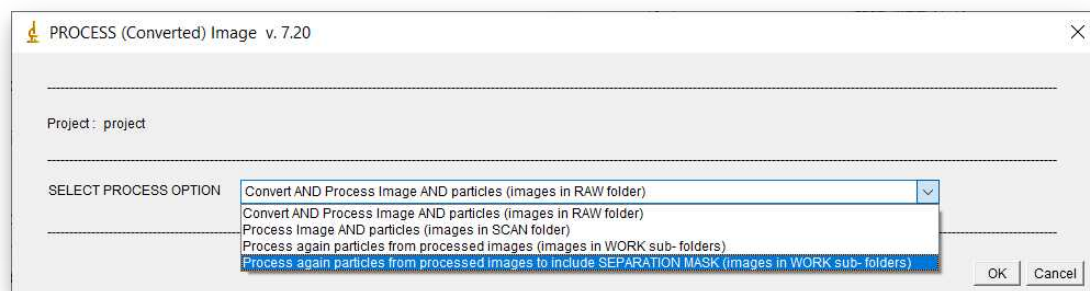 PROCESS (Converted) Image v. 7.20
Project : project
SELECT PROCESS OPTION Convert AND Process Image AND particles (images in RAW folder)
Convert AND Process Image AND particles (images in RAW folder)
Process Image AND particles (images in SCAN folder)
Process again particles from processed images (images in WORK sub- folders)
Process again particles from processed images to include SEPARATION MASK (images in WORK sub- folders)
OK Cancel